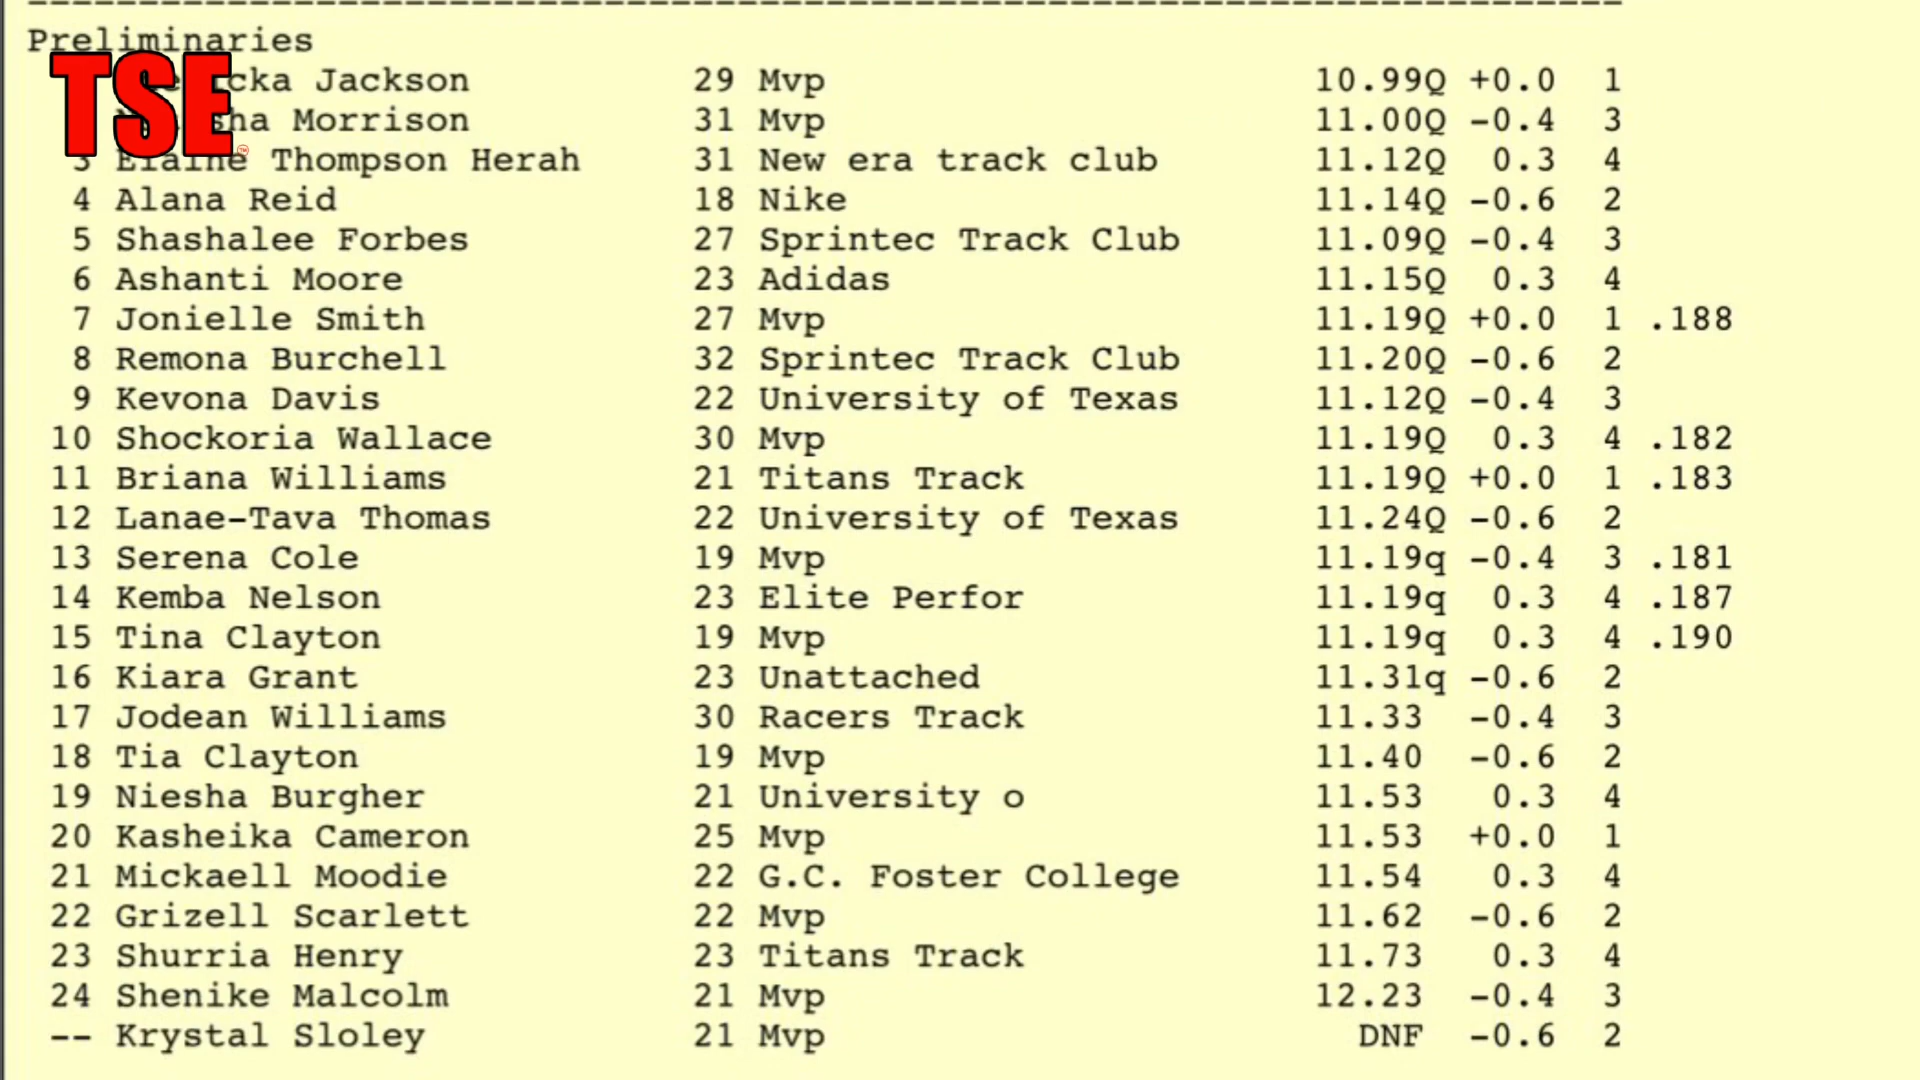 Preliminaries
TSE™
cka Jackson 29 Mvp 10.99Q +0.0 1
sha Morrison 31 Mvp 11.00Q -0.4 3
3 Elaine Thompson Herah 31 New era track club 11.12Q 0.3 4
4 Alana Reid 18 Nike 11.14Q -0.6 2
5 Shashalee Forbes 27 Sprintec Track Club 11.09Q -0.4 3
6 Ashanti Moore 23 Adidas 11.15Q 0.3 4
7 Jonielle Smith 27 Mvp 11.19Q +0.0 1 .188
8 Remona Burchell 32 Sprintec Track Club 11.20Q -0.6 2
9 Kevona Davis 22 University of Texas 11.12Q -0.4 3
10 Shockoria Wallace 30 Mvp 11.19Q 0.3 4 .182
11 Briana Williams 21 Titans Track 11.19Q +0.0 1 .183
12 Lanae-Tava Thomas 22 University of Texas 11.24Q -0.6 2
13 Serena Cole 19 Mvp 11.19q -0.4 3 .181
14 Kemba Nelson 23 Elite Perfor 11.19q 0.3 4 .187
15 Tina Clayton 19 Mvp 11.19q 0.3 4 .190
16 Kiara Grant 23 Unattached 11.31q -0.6 2
17 Jodean Williams 30 Racers Track 11.33 -0.4 3
18 Tia Clayton 19 Mvp 11.40 -0.6 2
19 Niesha Burgher 21 University o 11.53 0.3 4
20 Kasheika Cameron 25 Mvp 11.53 +0.0 1
21 Mickaell Moodie 22 G.C. Foster College 11.54 0.3 4
22 Grizell Scarlett 22 Mvp 11.62 -0.6 2
23 Shurria Henry 23 Titans Track 11.73 0.3 4
24 Shenike Malcolm 21 Mvp 12.23 -0.4 3
-- Krystal Sloley 21 Mvp DNF -0.6 2